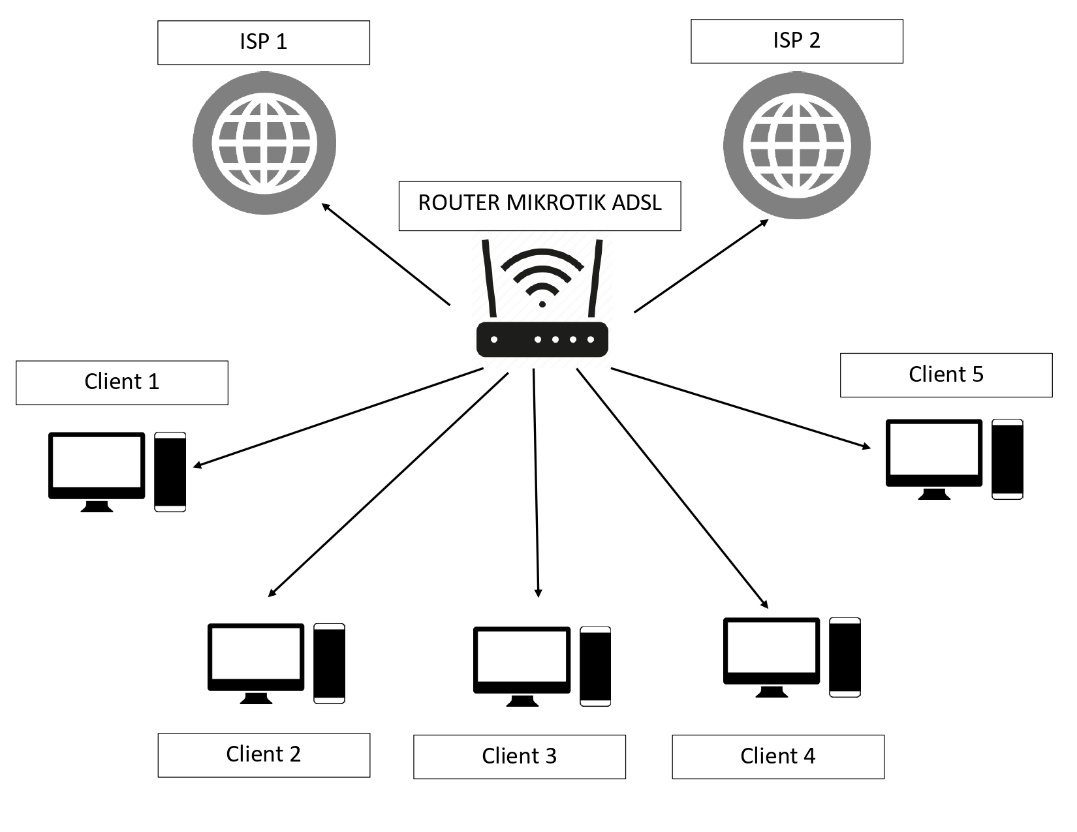 ISP 1
ISP 2
ROUTER MIKROTIK ADSL
Client 1
Client 5
Client 2
Client 3
Client 4